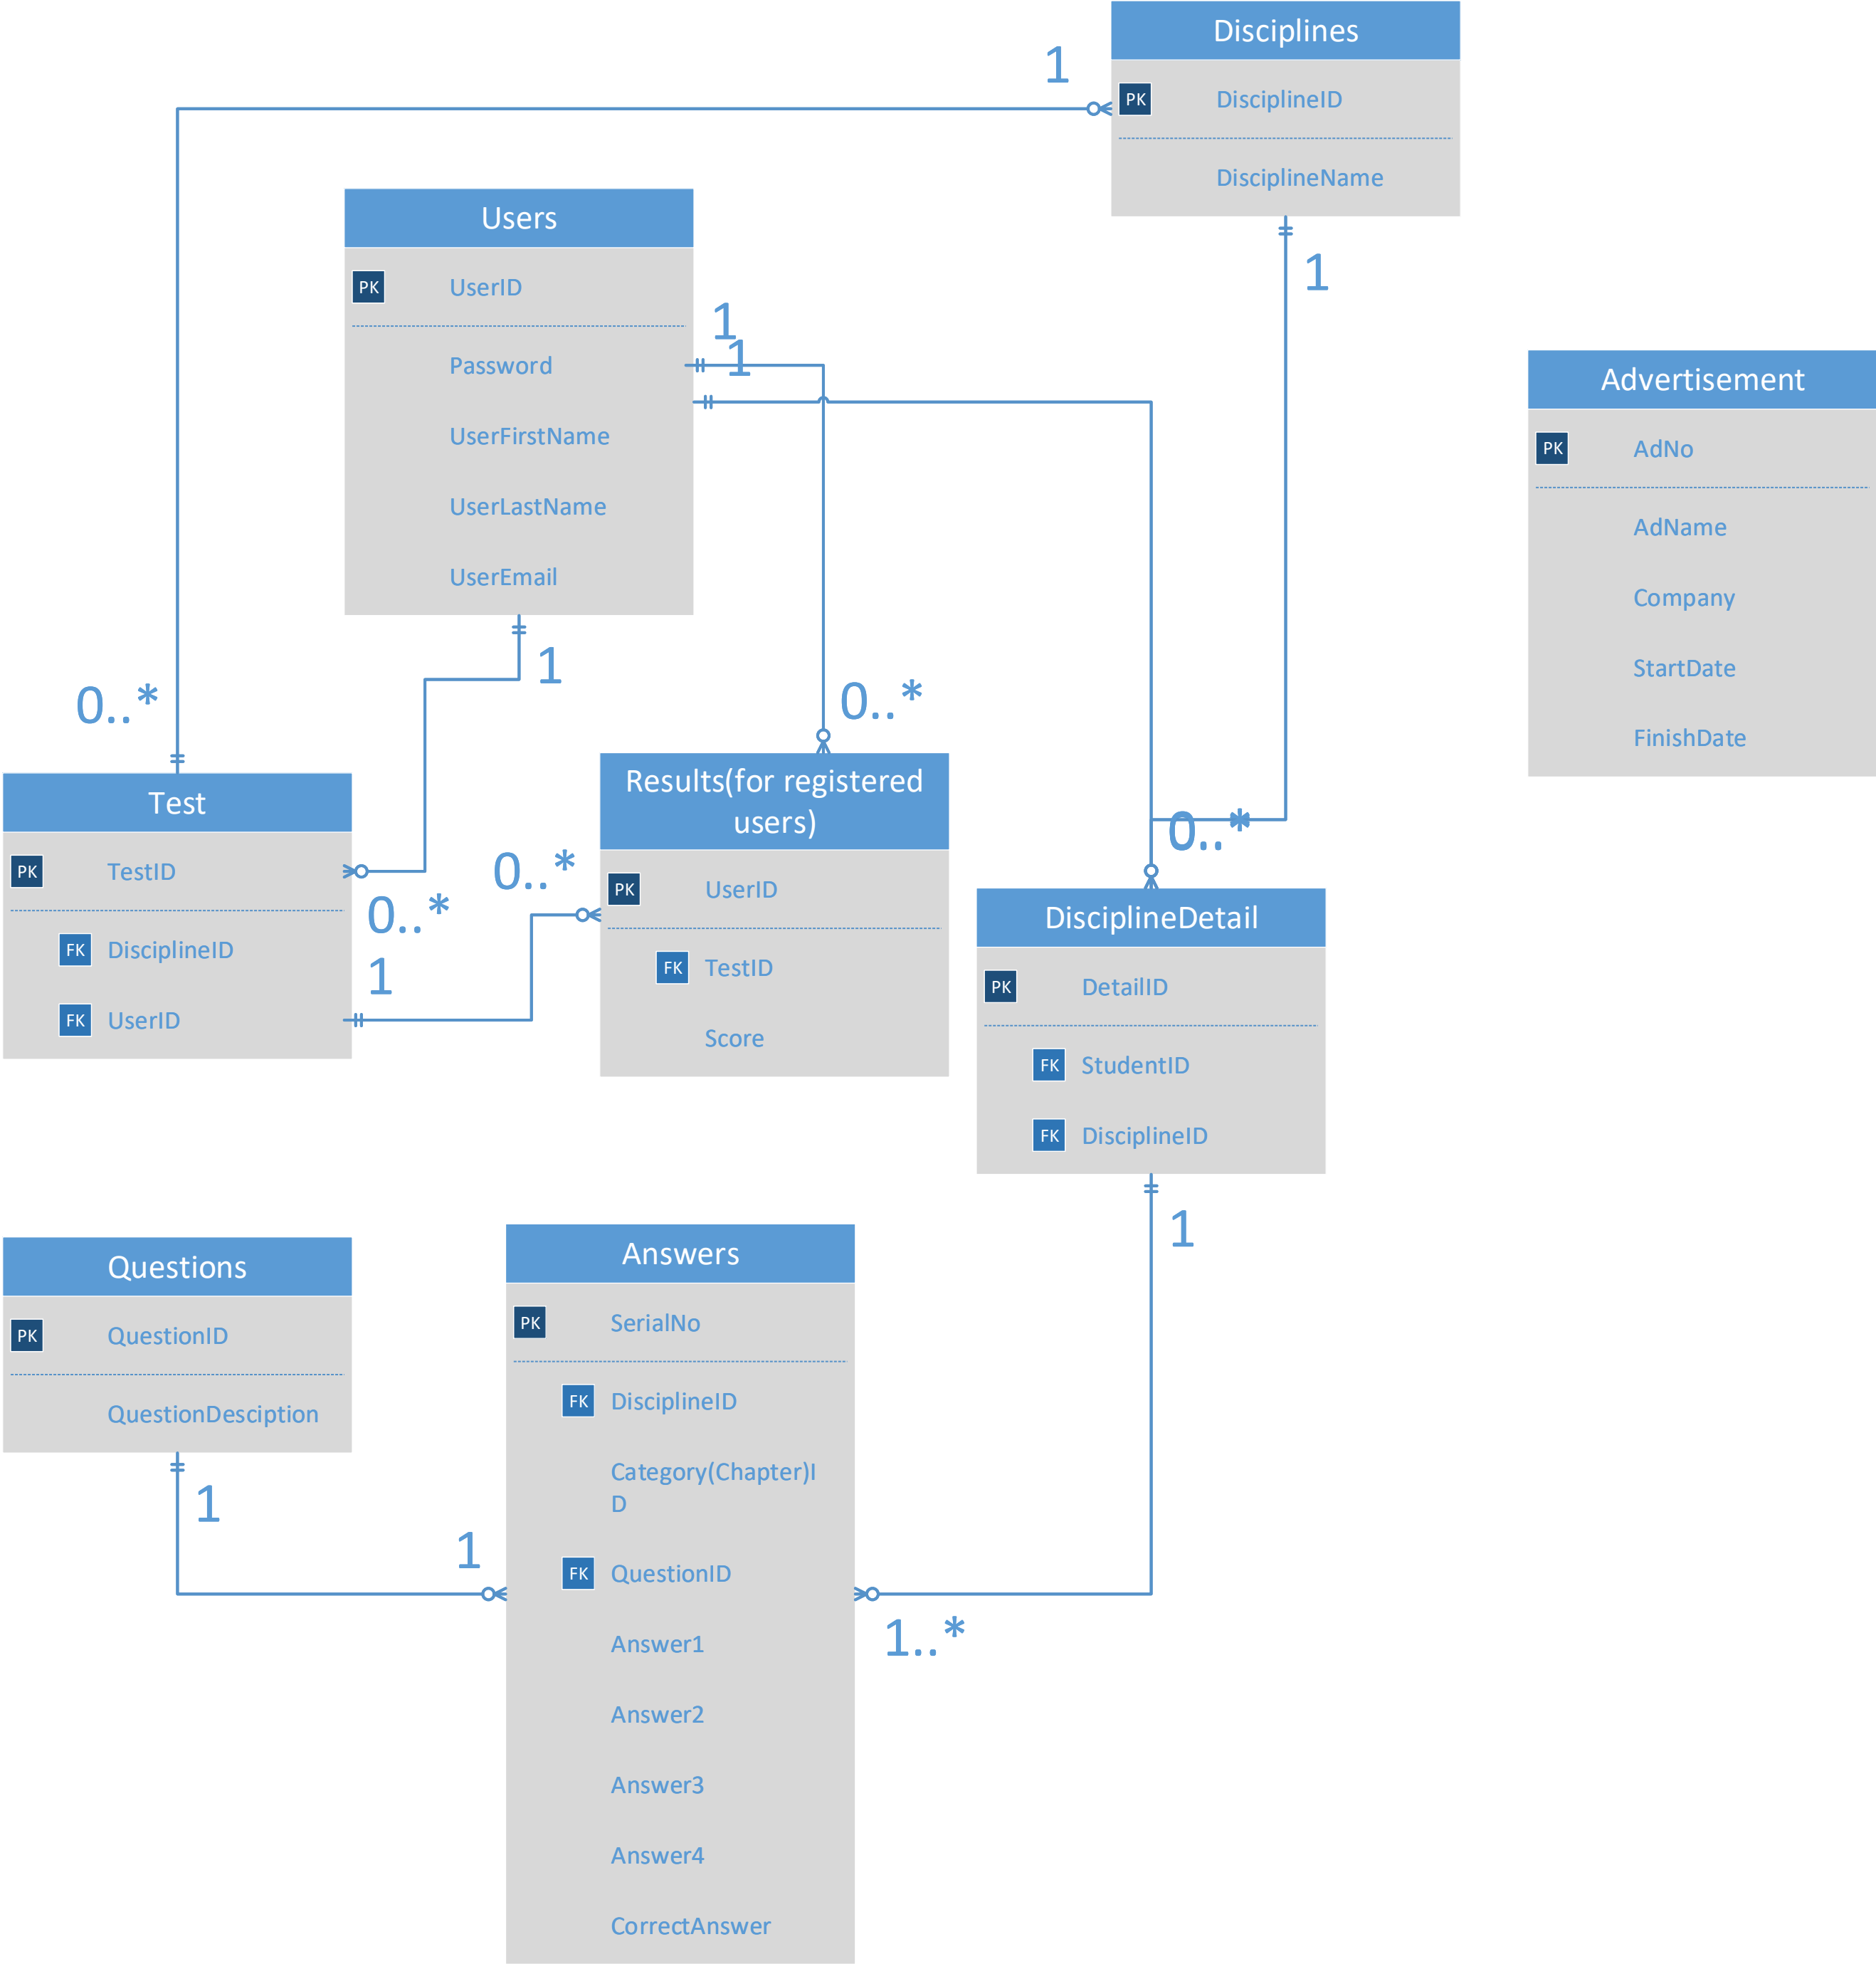 Disciplines
1
PK DisciplineID
DisciplineName
1
Users
PK UserID
Password
UserFirstName
UserLastName
UserEmail
1
1
1
Advertisement
PK AdNo
AdName
Company
StartDate
FinishDate
0..*
Test
PK TestID
FK DisciplineID
FK UserID
0..*
1
0..*
0..*
Results(for registered
users)
PK UserID
FK TestID
Score
0..*
DisciplineDetail
PK DetailID
FK StudentID
FK DisciplineID
1
Questions
PK QuestionID
QuestionDesciption
1
1
Answers
PK SerialNo
FK DisciplineID
Category(Chapter)I
D
FK QuestionID
Answer1
Answer2
Answer3
Answer4
CorrectAnswer
1..*